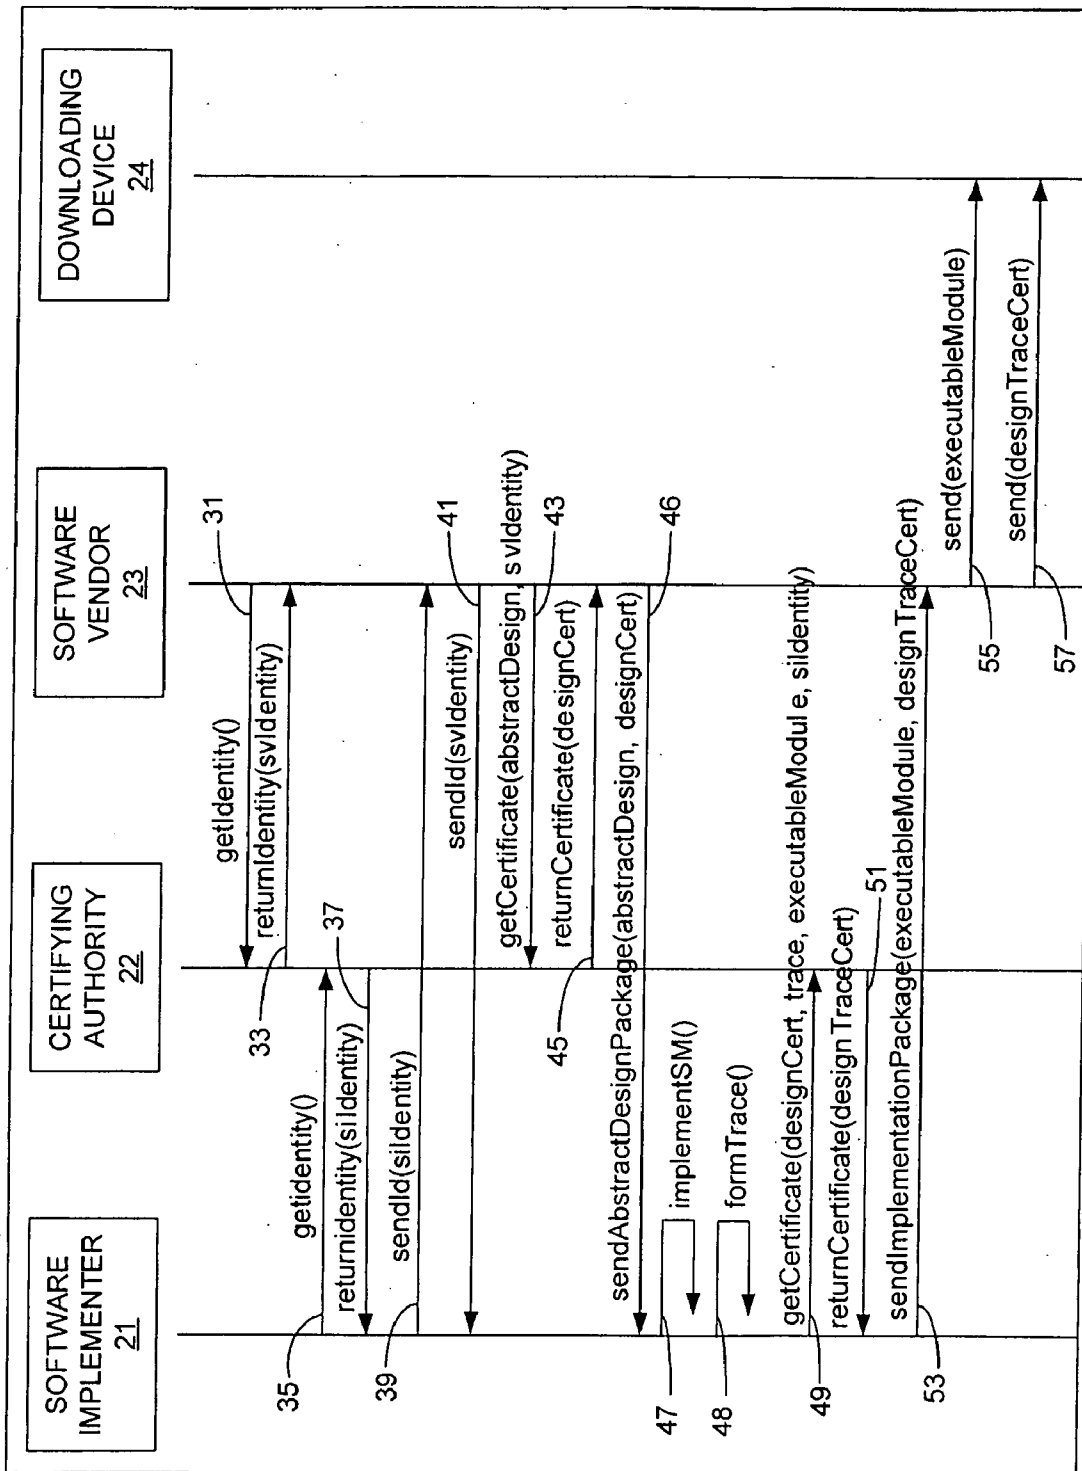 SOFTWARE
IMPLEMENTER
21
CERTIFYING
AUTHORITY
22
SOFTWARE
VENDOR
23
DOWNLOADING
DEVICE
24
getIdentity()
31
returnIdentity(svIdentity)
33
getIdentity()
35
returnIdentity(siIdentity)
37
sendId(siIdentity)
39
sendId(svIdentity)
41
getCertificate(abstractDesign, svIdentity)
43
returnCertificate(designCert)
45
sendAbstractDesignPackage(abstractDesign, designCert)
46
implementSM()
47
formTrace()
48
getCertificate(designCert, trace, executableModule, siIdentity)
49
returnCertificate(designTraceCert)
51
sendImplementationPackage(executableModule, designTraceCert)
53
send(executableModule)
55
send(designTraceCert)
57